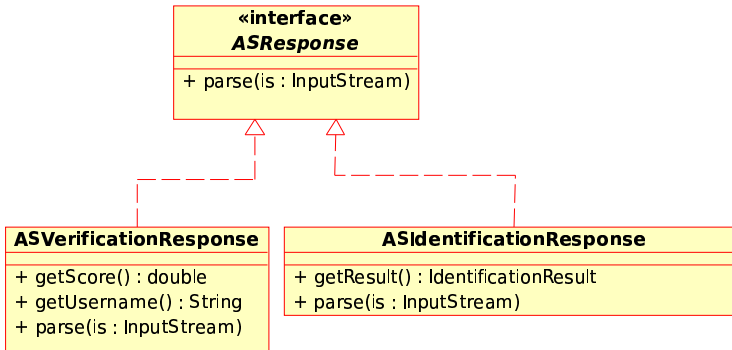 «interface»
ASResponse
+ parse(is : InputStream)
ASVerificationResponse
+ getScore() : double
+ getUsername() : String
+ parse(is : InputStream)
ASIdentificationResponse
+ getResult() : IdentificationResult
+ parse(is : InputStream)